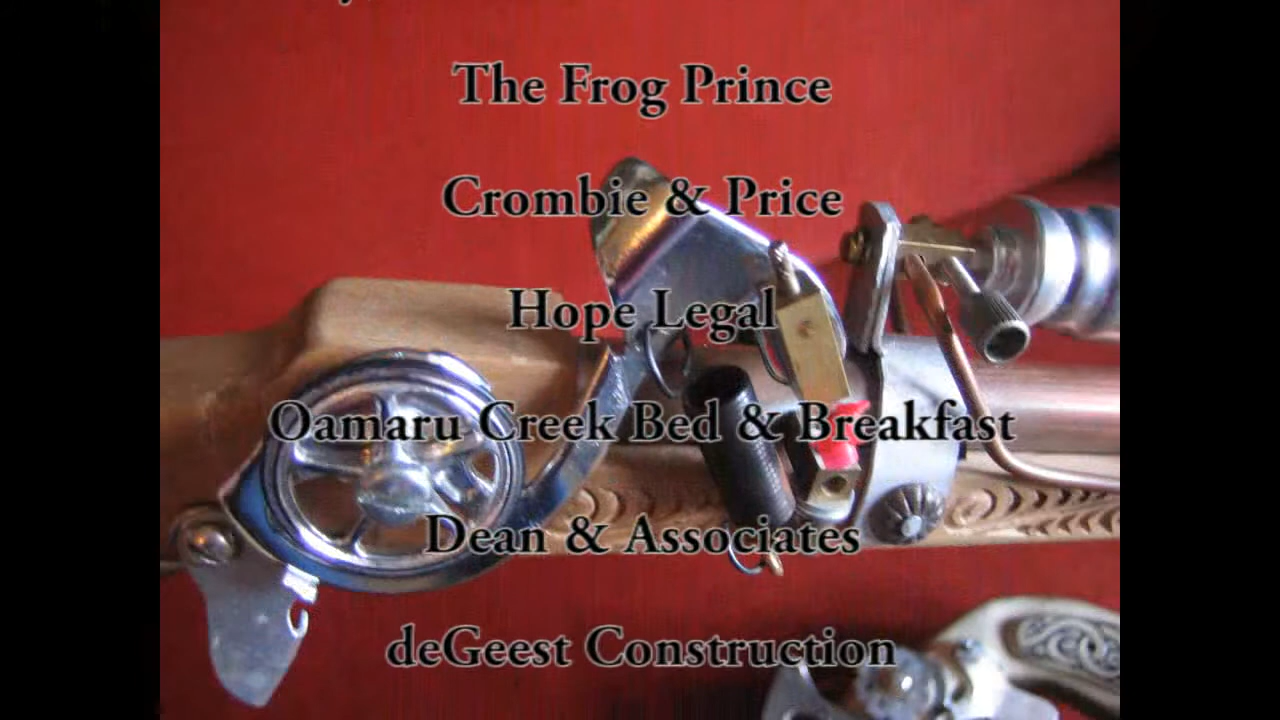 The Frog Prince
Crombie & Price
Hope Legal
Oamaru Creek Bed & Breakfast
Dean & Associates
deGeest Construction